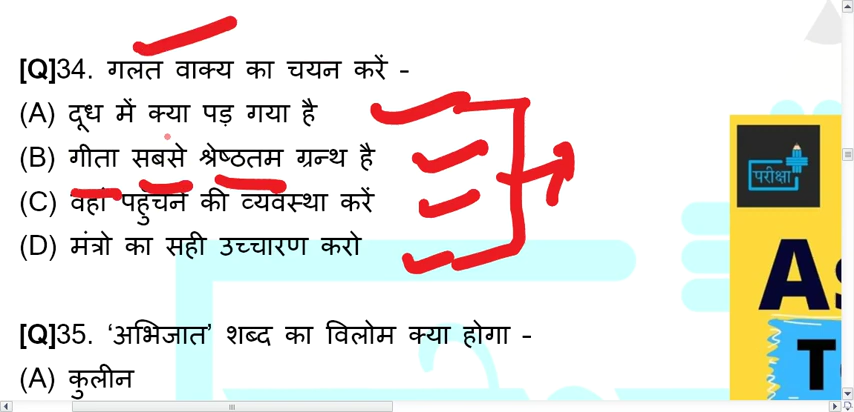 [Q]34. गलत वाक्य का चयन करें -
(A) दूध में क्या पड़ गया है
(B) गीता सबसे श्रेष्ठतम ग्रन्थ है
(C) वहाँ पहुँचने की व्यवस्था करें
(D) मंत्रो का सही उच्चारण करो
परीक्षा
As
T
[Q]35. ‘अभिजात’ शब्द का विलोम क्या होगा -
(A) कुलीन